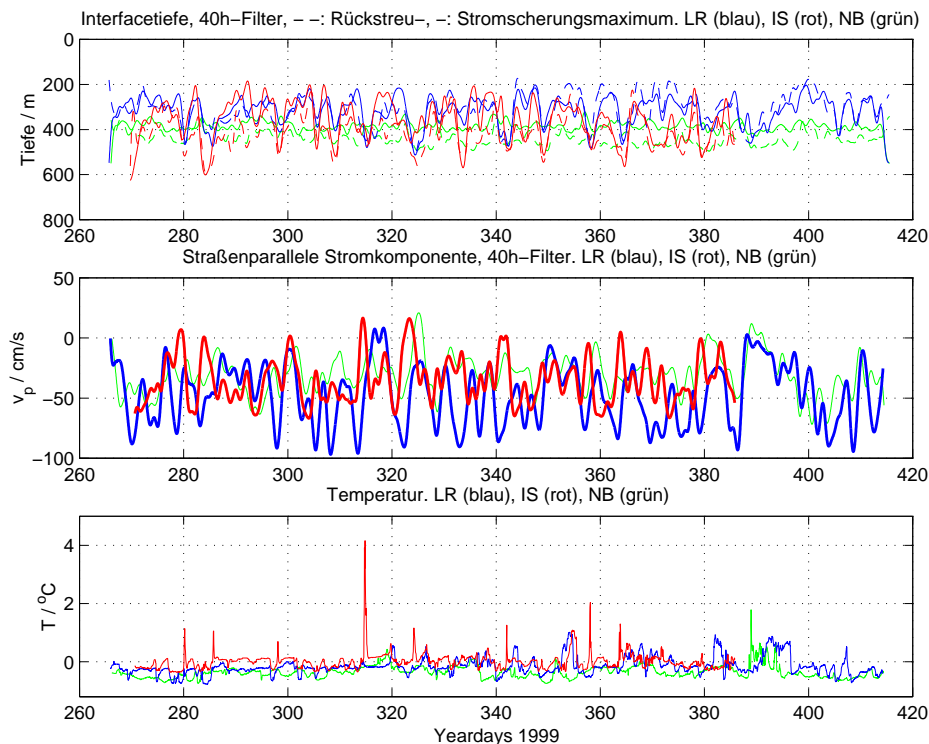 Interfacetiefe, 40h−Filter, − −: Rückstreu−, −: Stromscherungsmaximum. LR (blau), IS (rot), NB (grün)
0
200
400
600
800
Tiefe / m
260 280 300 320 340 360 380 400 420
Straßenparallele Stromkomponente, 40h−Filter. LR (blau), IS (rot), NB (grün)
50
0
−50
−100
v_p / cm/s
260 280 300 320 340 360 380 400 420
Temperatur. LR (blau), IS (rot), NB (grün)
4
2
0
T / °C
260 280 300 320 340 360 380 400 420
Yeardays 1999